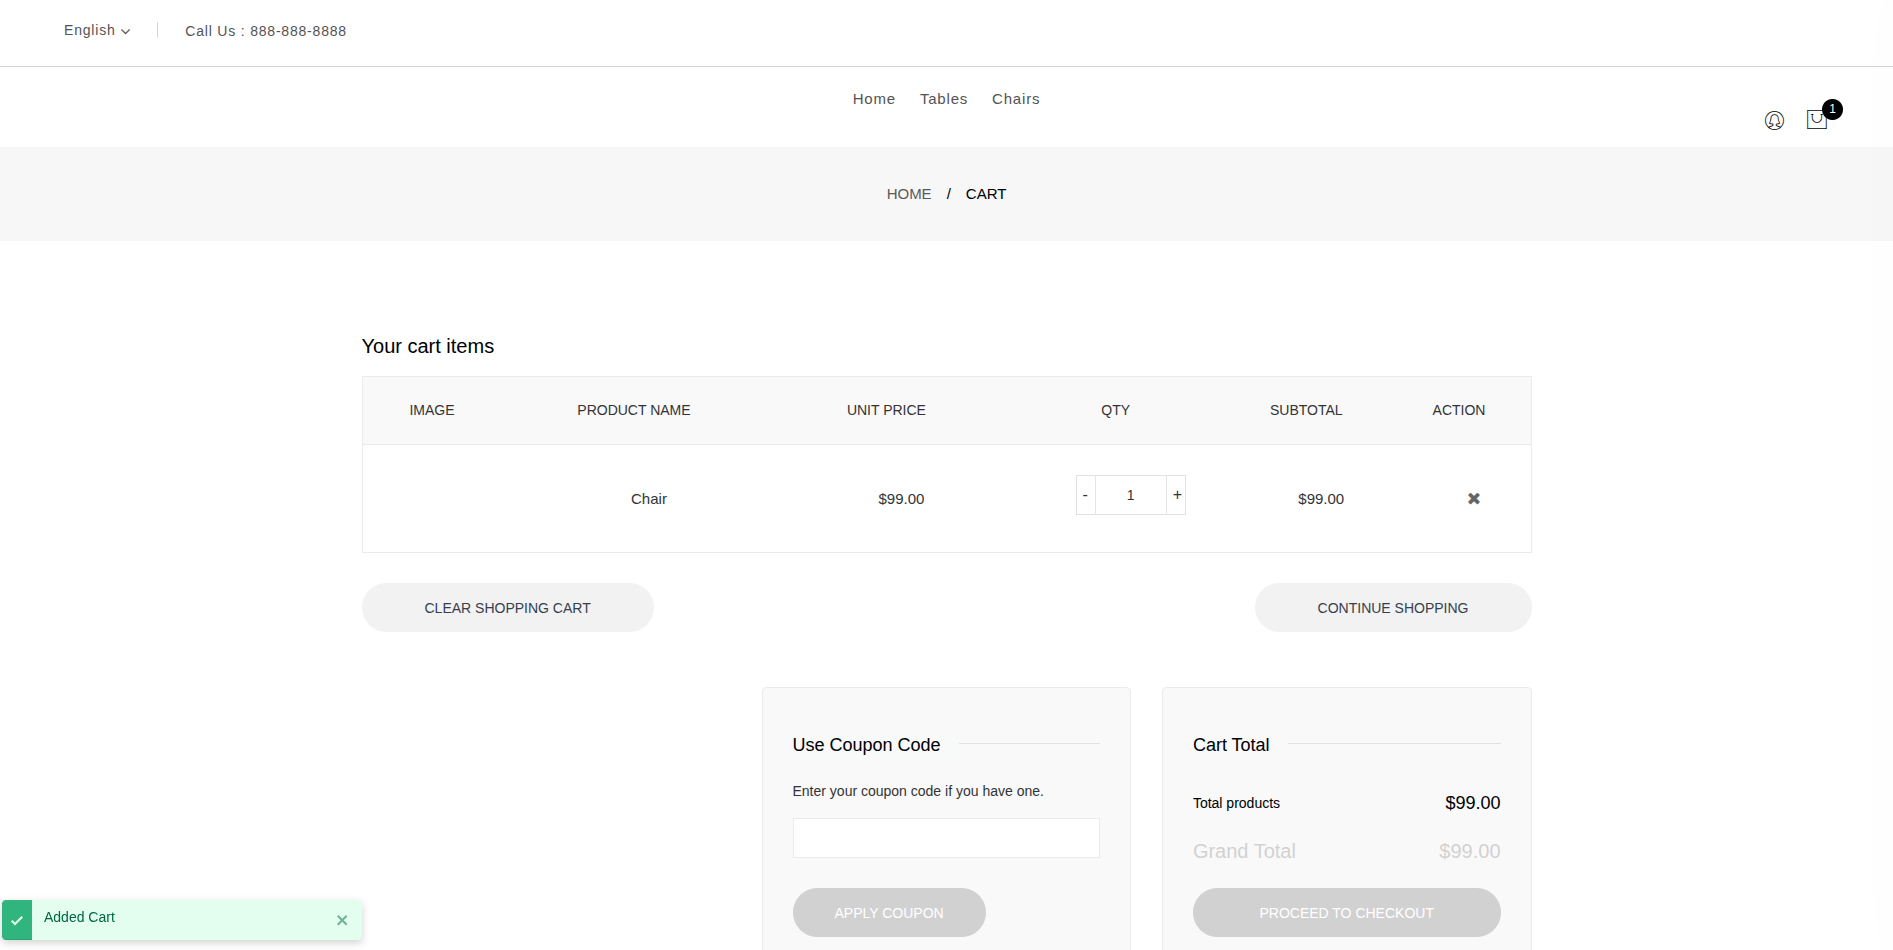 English
Call Us : 888-888-8888
Home Tables Chairs
1
HOME / CART
Your cart items
IMAGE PRODUCT NAME UNIT PRICE QTY SUBTOTAL ACTION
Chair $99.00 - 1 + $99.00 ✖
CLEAR SHOPPING CART CONTINUE SHOPPING
Use Coupon Code
Enter your coupon code if you have one.
APPLY COUPON
Cart Total
Total products $99.00
Grand Total $99.00
PROCEED TO CHECKOUT
Added Cart